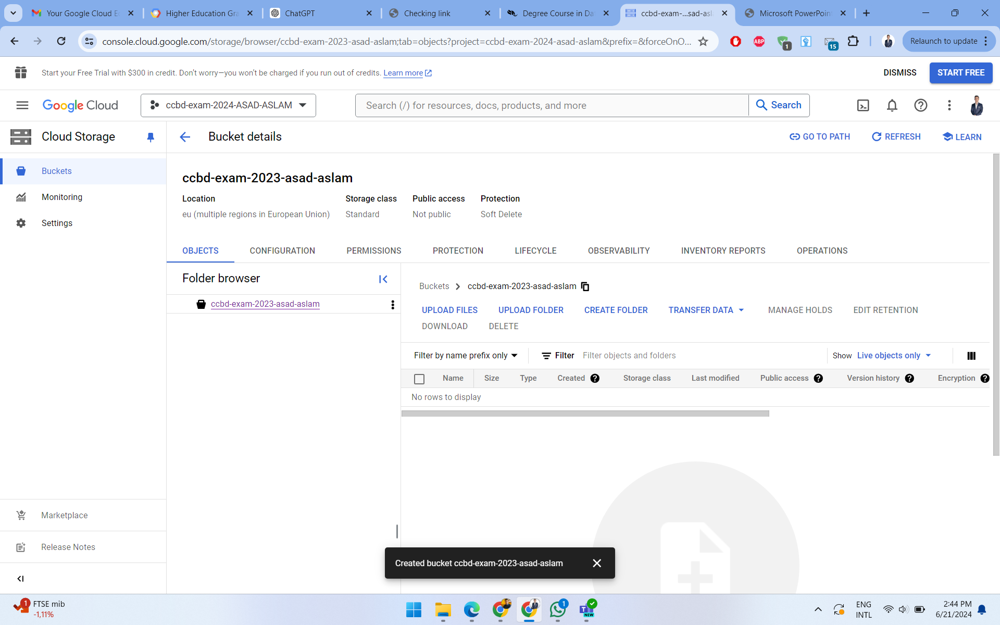 Your Google Cloud E
Higher Education Gra
ChatGPT
Checking link
Degree Course in Da
ccbd-exam-...sad-asl
Microsoft PowerPoin
console.cloud.google.com/storage/browser/ccbd-exam-2023-asad-aslam;tab=objects?project=ccbd-exam-2024-asad-aslam&prefix=&forceOnO...
ABP
1
15
Relaunch to update
Start your Free Trial with $300 in credit. Don't worry—you won't be charged if you run out of credits. Learn more
DISMISS
START FREE
Google Cloud
ccbd-exam-2024-ASAD-ASLAM
Search (/) for resources, docs, products, and more
Search
Cloud Storage
Bucket details
GO TO PATH
REFRESH
LEARN
Buckets
Monitoring
Settings
ccbd-exam-2023-asad-aslam
Location
Storage class
Public access
Protection
eu (multiple regions in European Union)
Standard
Not public
Soft Delete
OBJECTS
CONFIGURATION
PERMISSIONS
PROTECTION
LIFECYCLE
OBSERVABILITY
INVENTORY REPORTS
OPERATIONS
Folder browser
ccbd-exam-2023-asad-aslam
Buckets
ccbd-exam-2023-asad-aslam
UPLOAD FILES
UPLOAD FOLDER
CREATE FOLDER
TRANSFER DATA
MANAGE HOLDS
EDIT RETENTION
DOWNLOAD
DELETE
Filter by name prefix only
Filter
Filter objects and folders
Show
Live objects only
Name
Size
Type
Created
Storage class
Last modified
Public access
Version history
Encryption
No rows to display
Marketplace
Release Notes
Created bucket ccbd-exam-2023-asad-aslam
1
FTSE mib
-1,11%
1
NEW
ENG
INTL
2:44 PM
6/21/2024